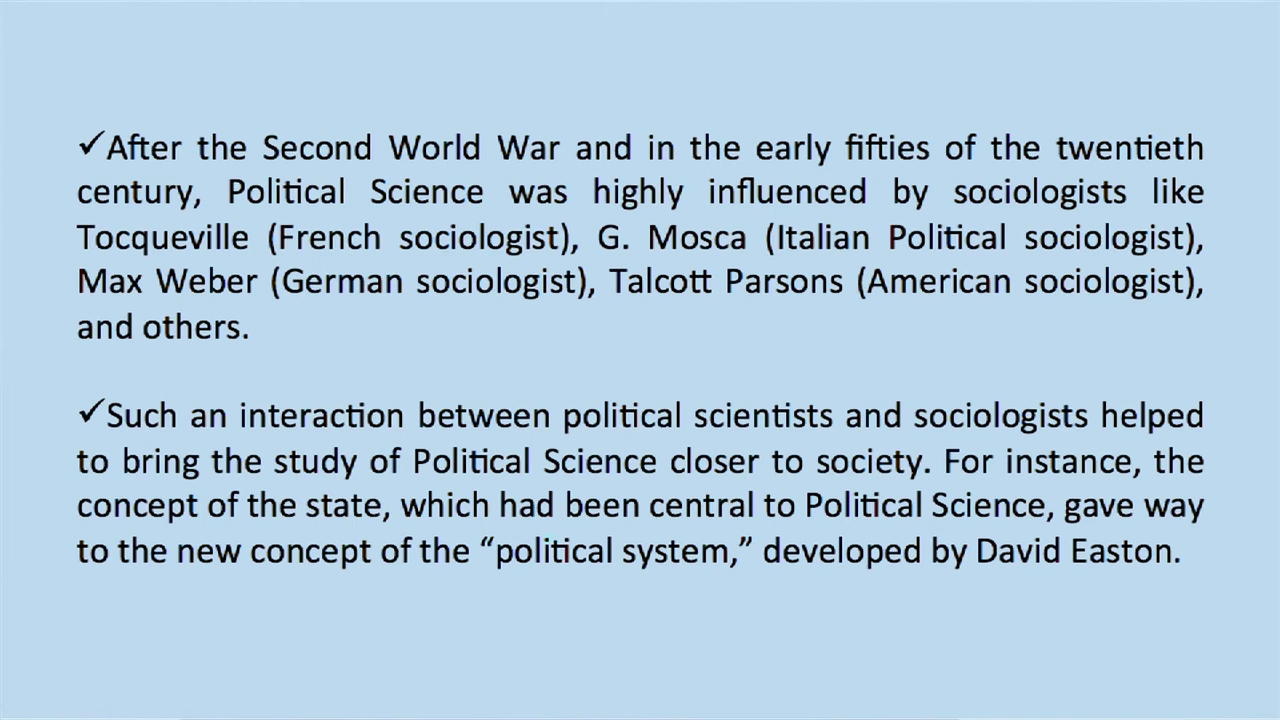 ✓After the Second World War and in the early fifties of the twentieth
century, Political Science was highly influenced by sociologists like
Tocqueville (French sociologist), G. Mosca (Italian Political sociologist),
Max Weber (German sociologist), Talcott Parsons (American sociologist),
and others.
✓Such an interaction between political scientists and sociologists helped
to bring the study of Political Science closer to society. For instance, the
concept of the state, which had been central to Political Science, gave way
to the new concept of the “political system,” developed by David Easton.